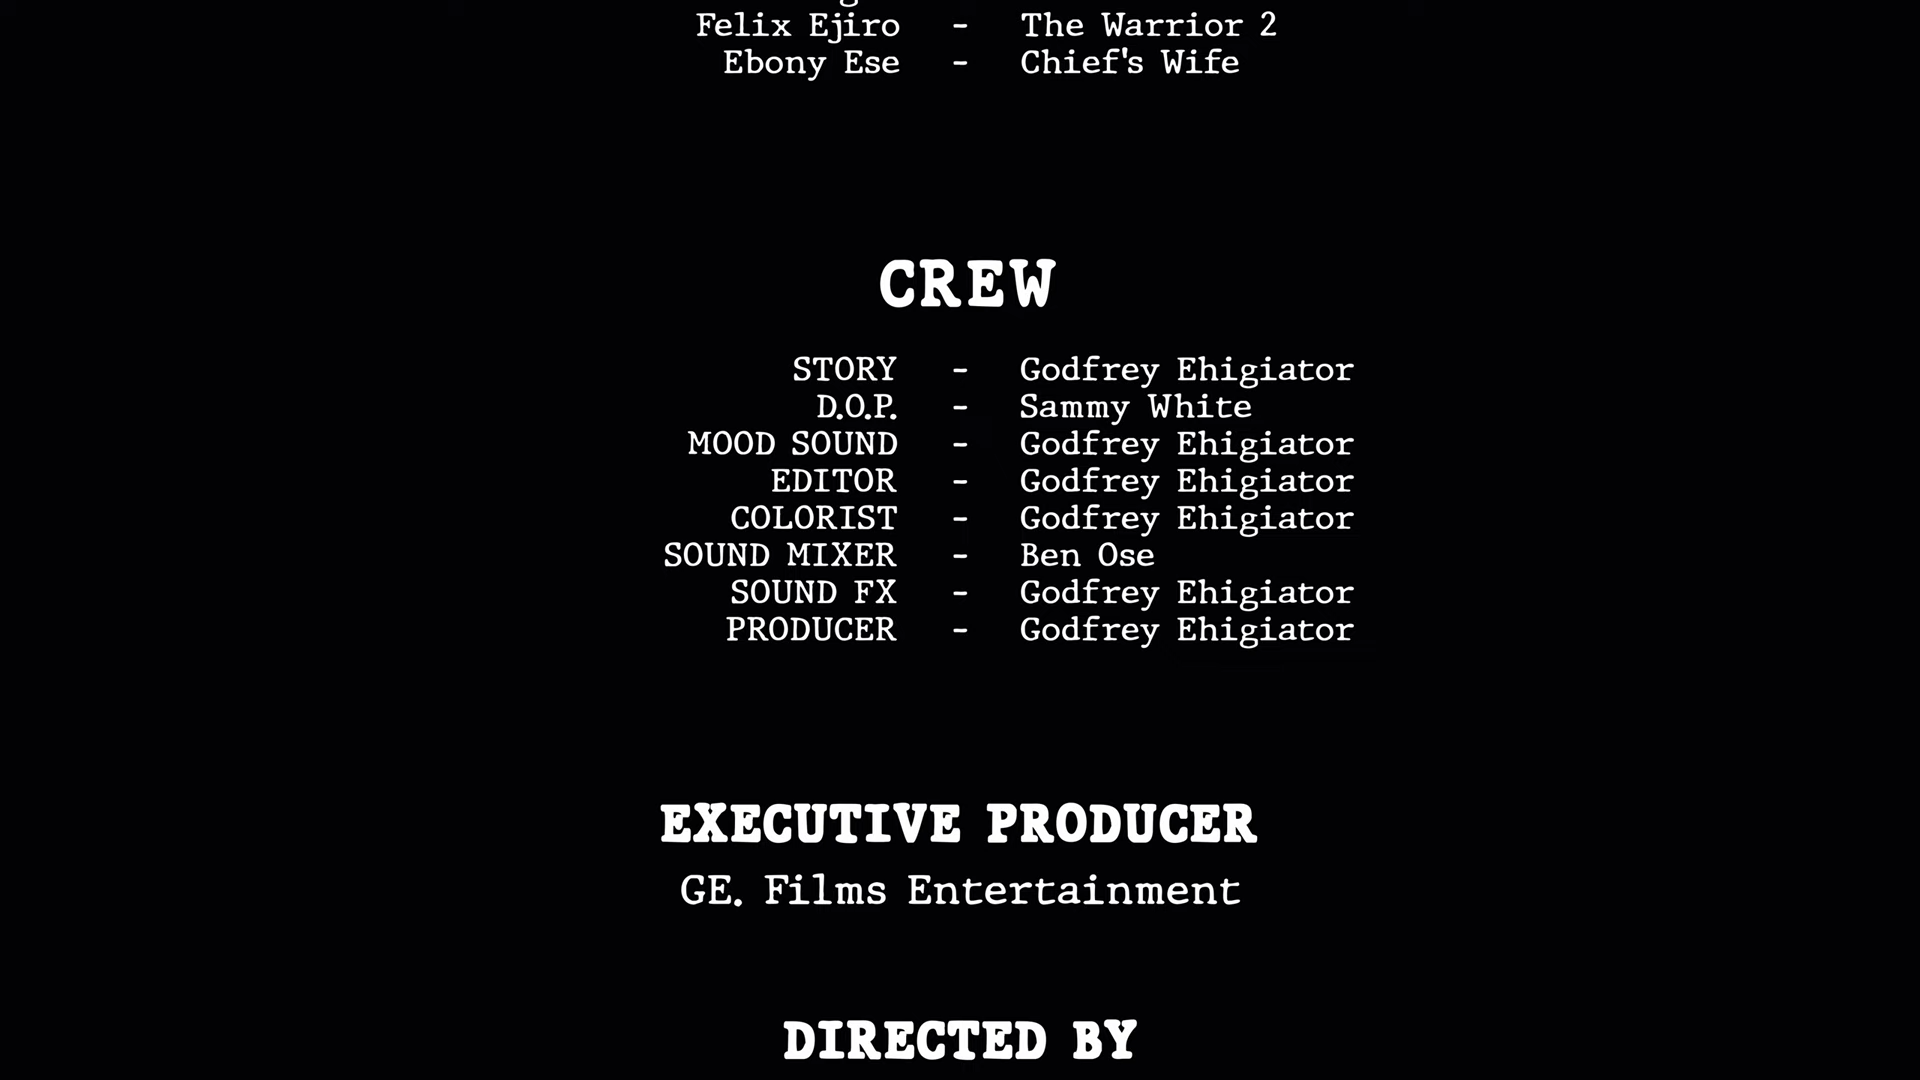 Felix Ejiro - The Warrior 2
Ebony Ese - Chief's Wife
CREW
STORY - Godfrey Ehigiator
D.O.P. - Sammy White
MOOD SOUND - Godfrey Ehigiator
EDITOR - Godfrey Ehigiator
COLORIST - Godfrey Ehigiator
SOUND MIXER - Ben Ose
SOUND FX - Godfrey Ehigiator
PRODUCER - Godfrey Ehigiator
EXECUTIVE PRODUCER
GE. Films Entertainment
DIRECTED BY